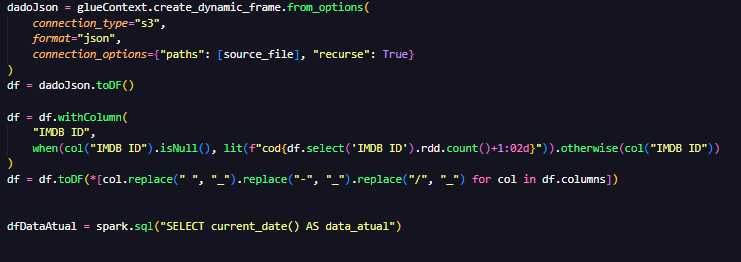 dadoJson = glueContext.create_dynamic_frame.from_options(
    connection_type="s3",
    format="json",
    connection_options={"paths": [source_file], "recurse": True}
)
df = dadoJson.toDF()

df = df.withColumn(
    "IMDB ID",
    when(col("IMDB ID").isNull(), lit(f"cod{df.select('IMDB ID').rdd.count()+1:02d}")).otherwise(col("IMDB ID"))
)
df = df.toDF(*[col.replace(" ", "_").replace("-", "_").replace("/", "_") for col in df.columns])

dfDataAtual = spark.sql("SELECT current_date() AS data_atual")